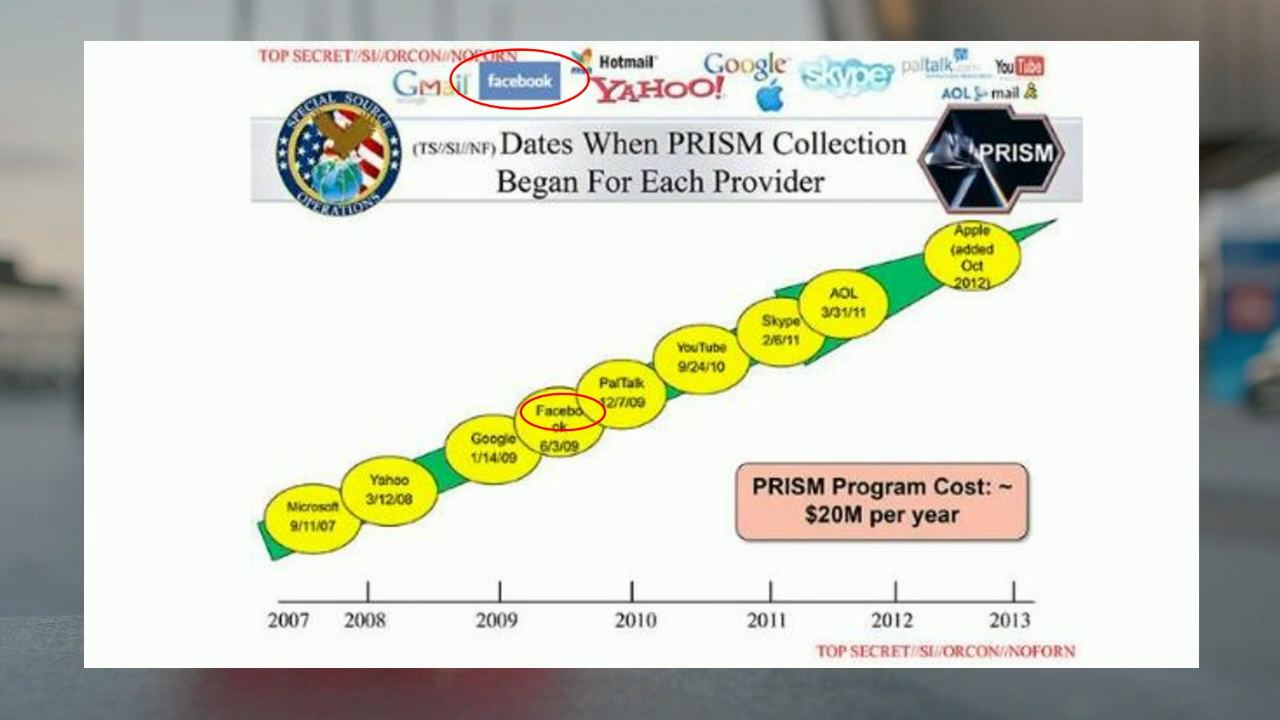 TOP SECRET//SI//ORCON//NOFORN
Gmail
facebook
Hotmail
YAHOO!
Google
skype
paltalk.com
YouTube
AOL mail
SPECIAL SOURCE
OPERATIONS
(TS//SI//NF) Dates When PRISM Collection
Began For Each Provider
PRISM
Apple
(added
Oct
2012)
AOL
3/31/11
Skype
2/6/11
YouTube
9/24/10
PalTalk
12/7/09
Facebo
ok
6/3/09
Google
1/14/09
Yahoo
3/12/08
Microsoft
9/11/07
PRISM Program Cost: ~
$20M per year
2007 2008 2009 2010 2011 2012 2013
TOP SECRET//SI//ORCON//NOFORN